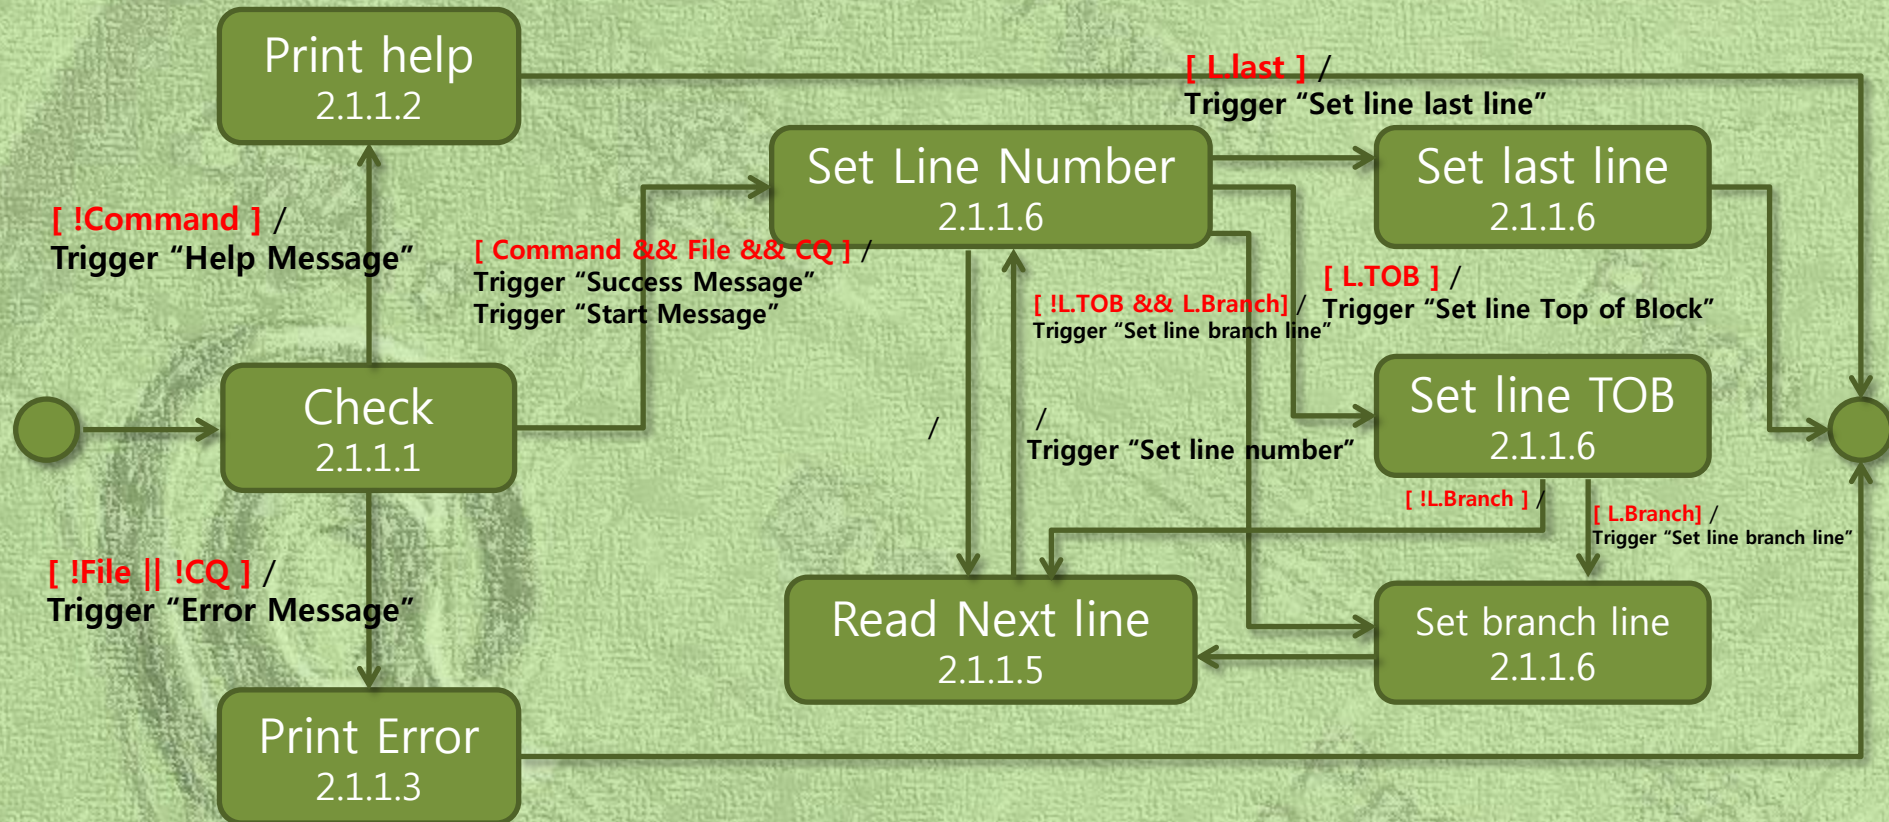 Print help
2.1.1.2
[ L.last ] /
Trigger “Set line last line”
Set Line Number
2.1.1.6
Set last line
2.1.1.6
[ !Command ] /
Trigger “Help Message”
[ Command && File && CQ ] /
Trigger “Success Message”
Trigger “Start Message”
[ !L.TOB && L.Branch] /
Trigger “Set line branch line”
[ L.TOB ] /
Trigger “Set line Top of Block”
Check
2.1.1.1
/
/
Trigger “Set line number”
Set line TOB
2.1.1.6
[ !L.Branch ] /
[ L.Branch] /
Trigger “Set line branch line”
[ !File || !CQ ] /
Trigger “Error Message”
Read Next line
2.1.1.5
Set branch line
2.1.1.6
Print Error
2.1.1.3